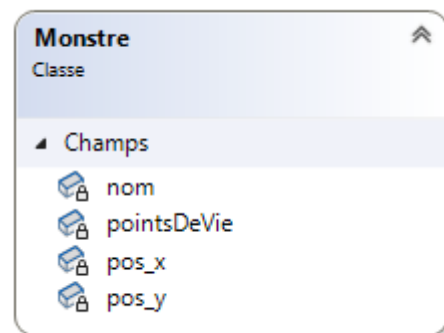 Monstre
Classe
Champs
nom
pointsDeVie
pos_x
pos_y